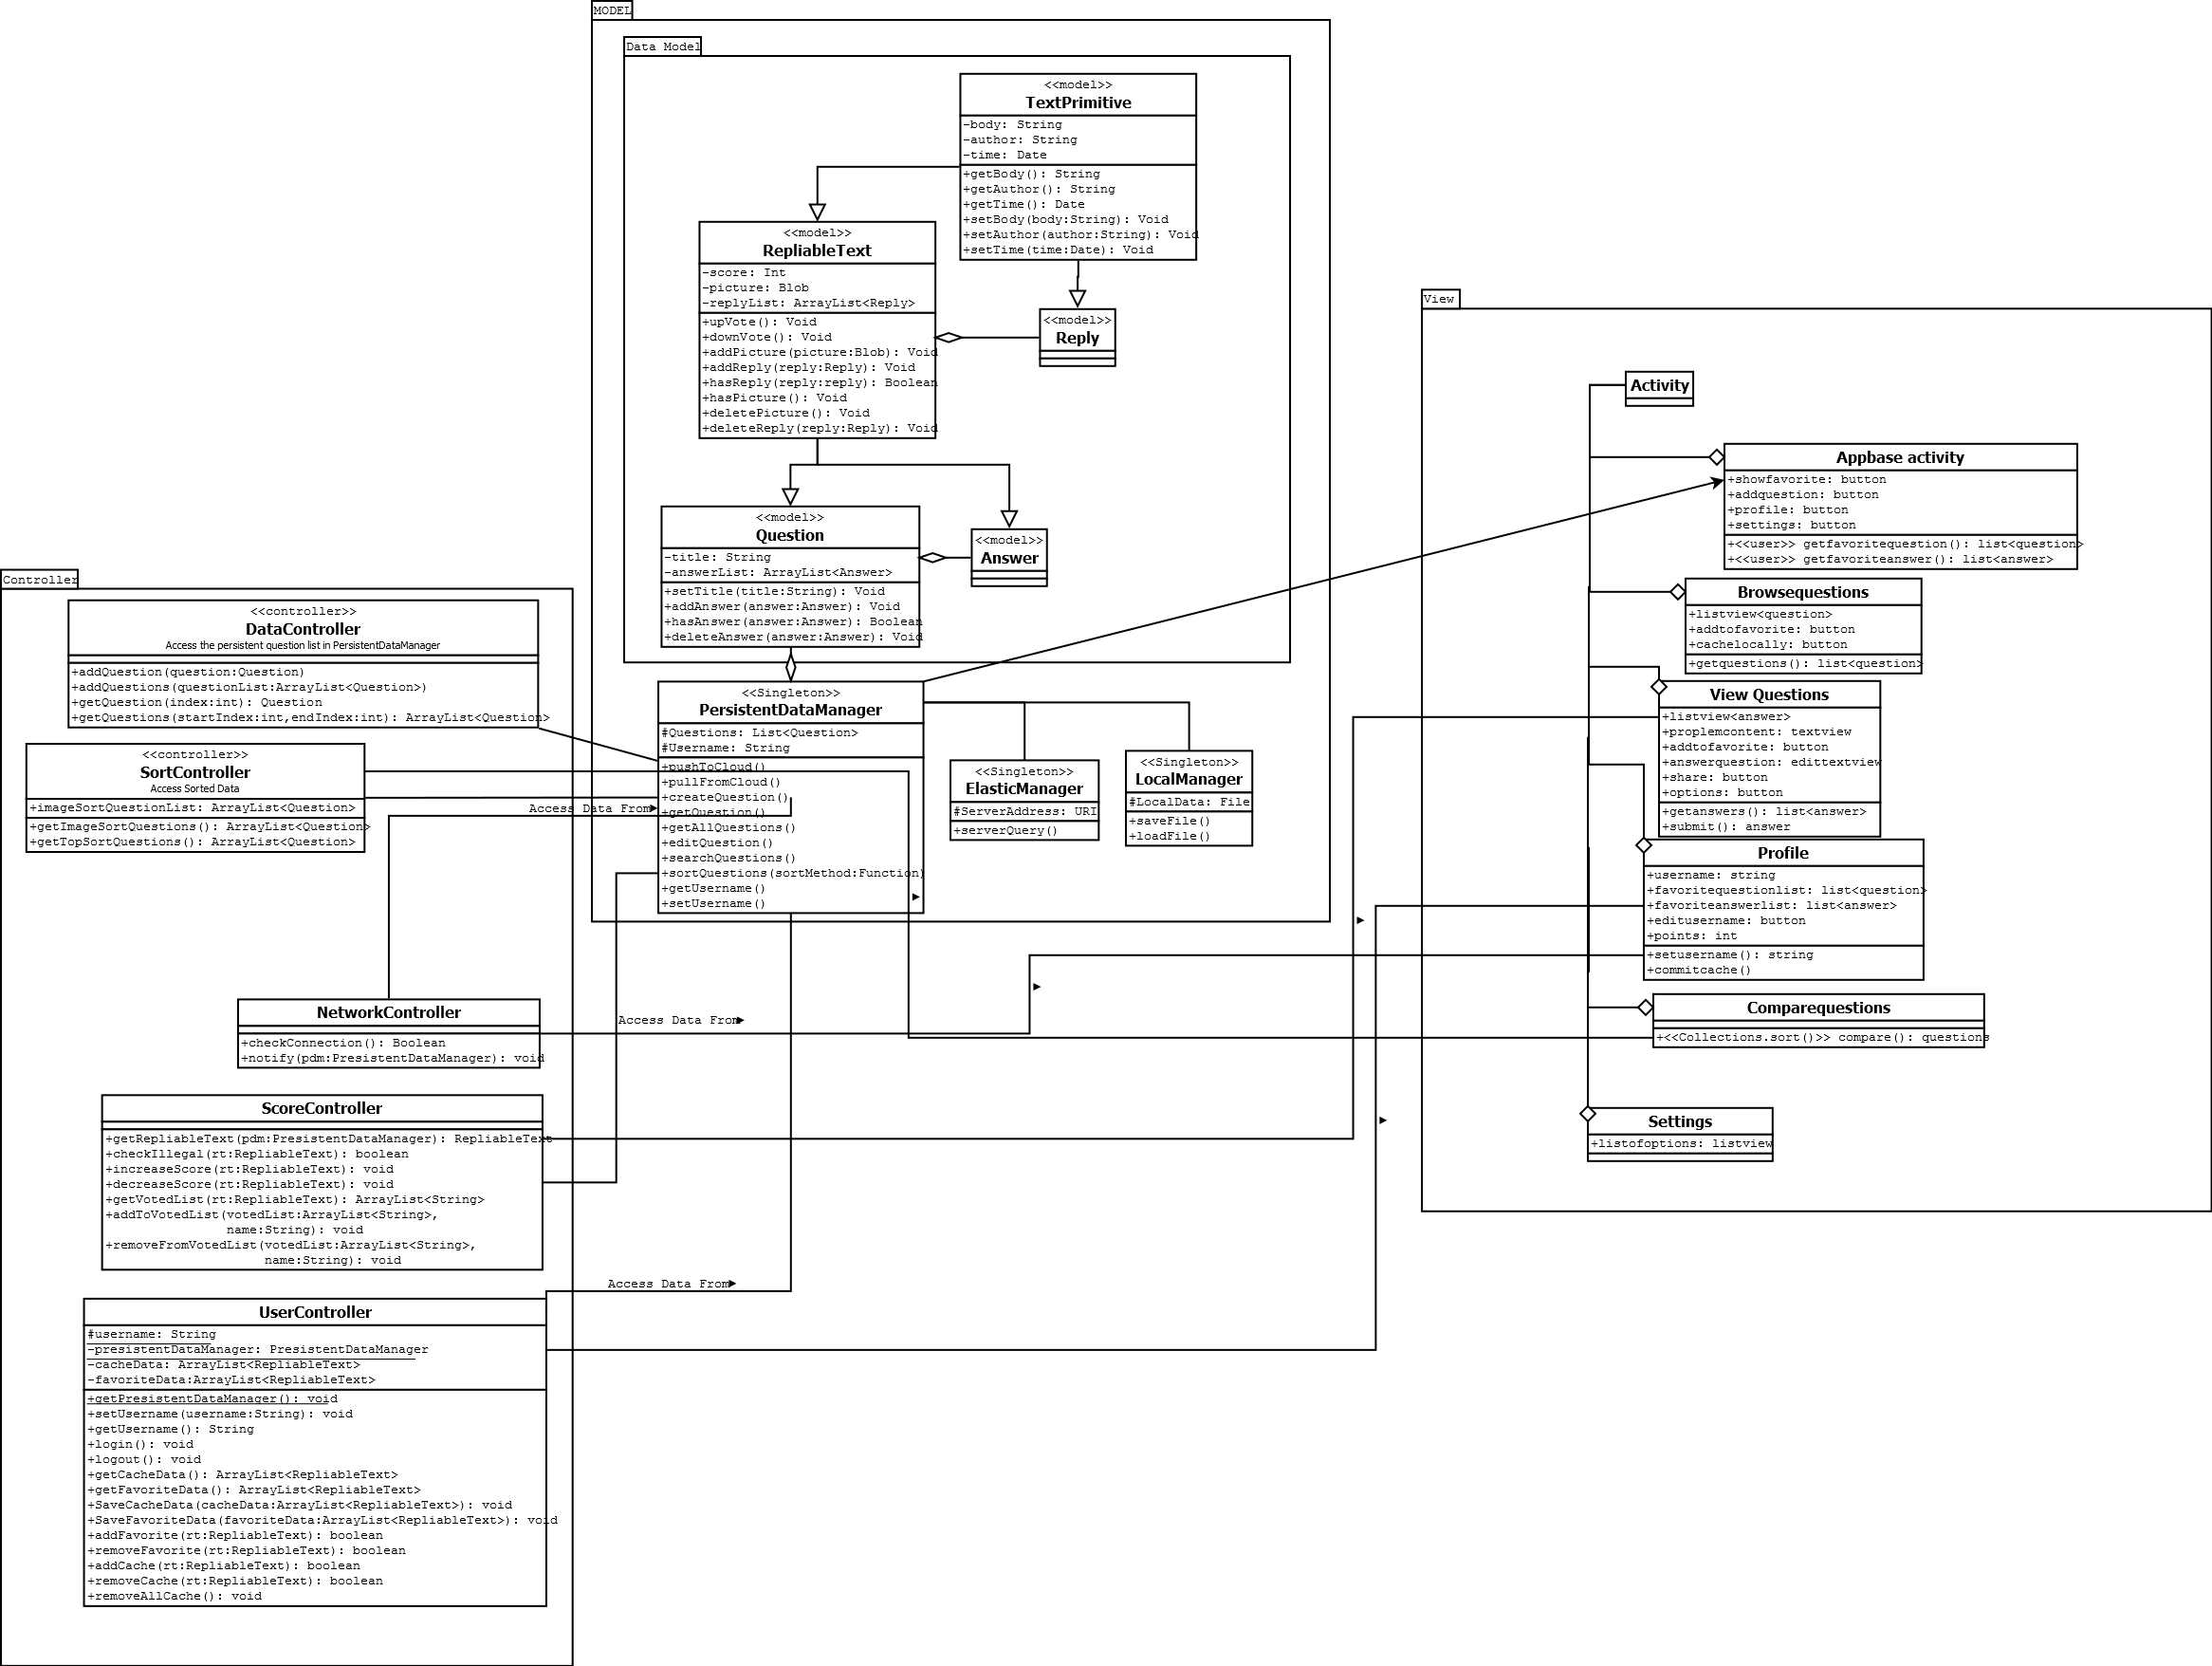 MODEL
Data Model
<<model>>
TextPrimitive
-body: String
-author: String
-time: Date
+getBody(): String
+getAuthor(): String
+getTime(): Date
+setBody(body:String): Void
+setAuthor(author:String): Void
+setTime(time:Date): Void
<<model>>
RepliableText
-score: Int
-picture: Blob
-replyList: ArrayList<Reply>
+upVote(): Void
+downVote(): Void
+addPicture(picture:Blob): Void
+addReply(reply:Reply): Void
+hasReply(reply:reply): Boolean
+hasPicture(): Void
+deletePicture(): Void
+deleteReply(reply:Reply): Void
<<model>>
Reply
<<model>>
Question
-title: String
-answerList: ArrayList<Answer>
+setTitle(title:String): Void
+addAnswer(answer:Answer): Void
+hasAnswer(answer:Answer): Boolean
+deleteAnswer(answer:Answer): Void
<<model>>
Answer
<<Singleton>>
PersistentDataManager
#Questions: List<Question>
#Username: String
+pushToCloud()
+pullFromCloud()
+createQuestion()
+getQuestion()
+getAllQuestions()
+editQuestion()
+searchQuestions()
+sortQuestions(sortMethod:Function)
+getUsername()
+setUsername()
<<Singleton>>
ElasticManager
#ServerAddress: URI
+serverQuery()
<<Singleton>>
LocalManager
#LocalData: File
+saveFile()
+loadFile()
Controller
<<controller>>
DataController
Access the persistent question list in PersistentDataManager
+addQuestion(question:Question)
+addQuestions(questionList:ArrayList<Question>)
+getQuestion(index:int): Question
+getQuestions(startIndex:int,endIndex:int): ArrayList<Question>
<<controller>>
SortController
Access Sorted Data
+imageSortQuestionList: ArrayList<Question>
+getImageSortQuestions(): ArrayList<Question>
+getTopSortQuestions(): ArrayList<Question>
Access Data From
NetworkController
+checkConnection(): Boolean
+notify(pdm:PresistentDataManager): void
Access Data From
ScoreController
+getRepliableText(pdm:PresistentDataManager): RepliableText
+checkIllegal(rt:RepliableText): boolean
+increaseScore(rt:RepliableText): void
+decreaseScore(rt:RepliableText): void
+getVotedList(rt:RepliableText): ArrayList<String>
+addToVotedList(votedList:ArrayList<String>,
name:String): void
+removeFromVotedList(votedList:ArrayList<String>,
name:String): void
Access Data From
UserController
#username: String
-presistentDataManager: PresistentDataManager
-cacheData: ArrayList<RepliableText>
-favoriteData:ArrayList<RepliableText>
+getPresistentDataManager(): void
+setUsername(username:String): void
+getUsername(): String
+login(): void
+logout(): void
+getCacheData(): ArrayList<RepliableText>
+getFavoriteData(): ArrayList<RepliableText>
+SaveCacheData(cacheData:ArrayList<RepliableText>): void
+SaveFavoriteData(favoriteData:ArrayList<RepliableText>): void
+addFavorite(rt:RepliableText): boolean
+removeFavorite(rt:RepliableText): boolean
+addCache(rt:RepliableText): boolean
+removeCache(rt:RepliableText): boolean
+removeAllCache(): void
View
Activity
Appbase activity
+showfavorite: button
+addquestion: button
+profile: button
+settings: button
+<<user>> getfavoritequestion(): list<question>
+<<user>> getfavoriteanswer(): list<answer>
Browsequestions
+listview<question>
+addtofavorite: button
+cachelocally: button
+getquestions(): list<question>
View Questions
+listview<answer>
+proplemcontent: textview
+addtofavorite: button
+answerquestion: edittextview
+share: button
+options: button
+getanswers(): list<answer>
+submit(): answer
Profile
+username: string
+favoritequestionlist: list<question>
+favoriteanswerlist: list<answer>
+editusername: button
+points: int
+setusername(): string
+commitcache()
Comparequestions
+<<Collections.sort()>> compare(): questions
Settings
+listofoptions: listview